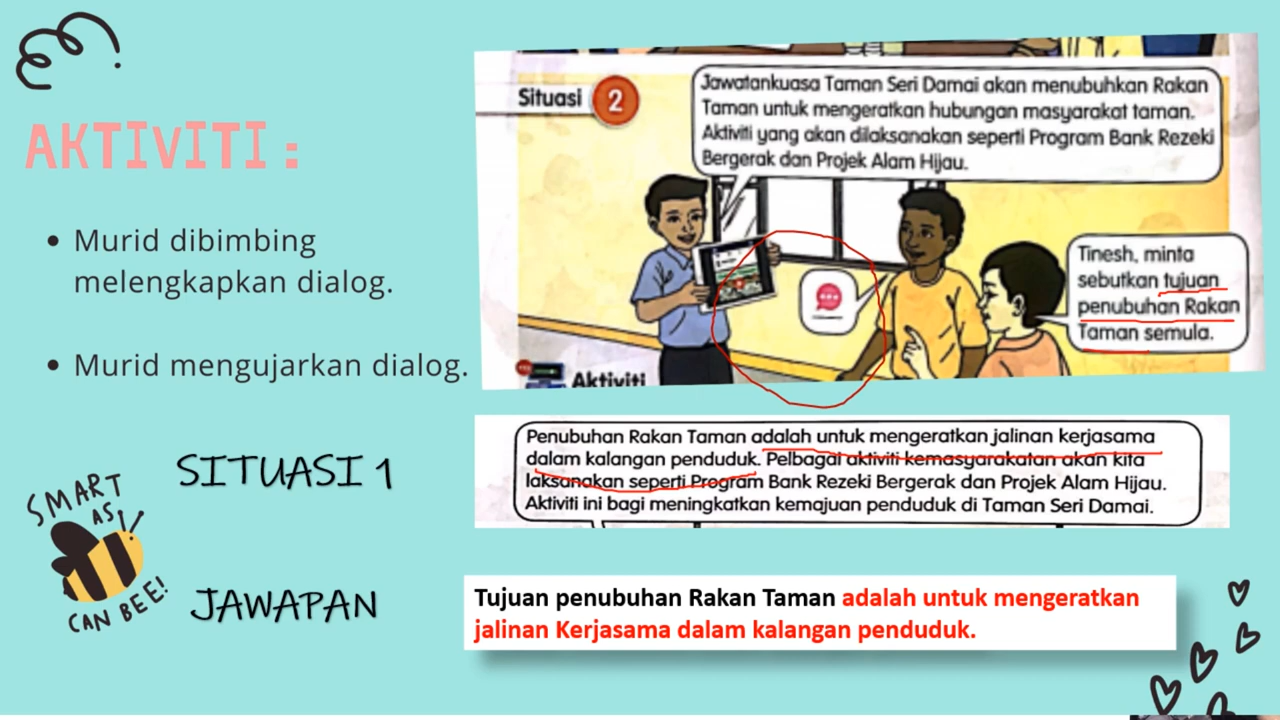 AKTIVITI :
Murid dibimbing
melengkapkan dialog.
Murid mengujarkan dialog.
Situasi 2
Jawatankuasa Taman Seri Damai akan menubuhkan Rakan
Taman untuk mengeratkan hubungan masyarakat taman.
Aktiviti yang akan dilaksanakan seperti Program Bank Rezeki
Bergerak dan Projek Alam Hijau.
Tinesh, minta
sebutkan tujuan
penubuhan Rakan
Taman semula.
Aktiviti
SITUASI 1
Penubuhan Rakan Taman adalah untuk mengeratkan jalinan kerjasama
dalam kalangan penduduk. Pelbagai aktiviti kemasyarakatan akan kita
laksanakan seperti Program Bank Rezeki Bergerak dan Projek Alam Hijau.
Aktiviti ini bagi meningkatkan kemajuan penduduk di Taman Seri Damai.
SMART
AS
CAN BEE!
JAWAPAN
Tujuan penubuhan Rakan Taman adalah untuk mengeratkan
jalinan Kerjasama dalam kalangan penduduk.